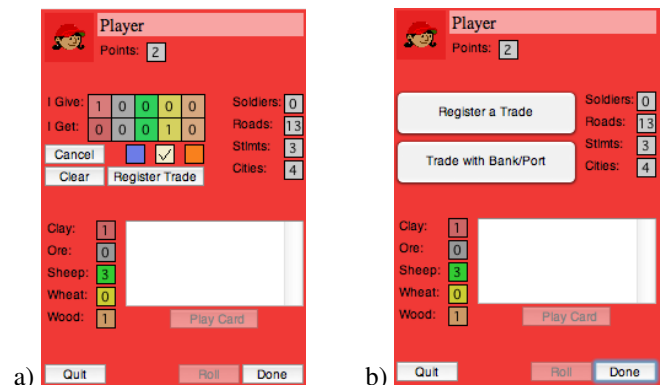 Player
Points: 2
I Give: 1 0 0 0 0
I Get: 0 0 0 1 0
Soldiers: 0
Roads: 13
Stlmts: 3
Cities: 4
Cancel
Clear
Register Trade
Clay: 1
Ore: 0
Sheep: 3
Wheat: 0
Wood: 1
Play Card
a)
Quit
Roll
Done
Player
Points: 2
Register a Trade
Trade with Bank/Port
Soldiers: 0
Roads: 13
Stlmts: 3
Cities: 4
Clay: 1
Ore: 0
Sheep: 3
Wheat: 0
Wood: 1
Play Card
b)
Quit
Roll
Done